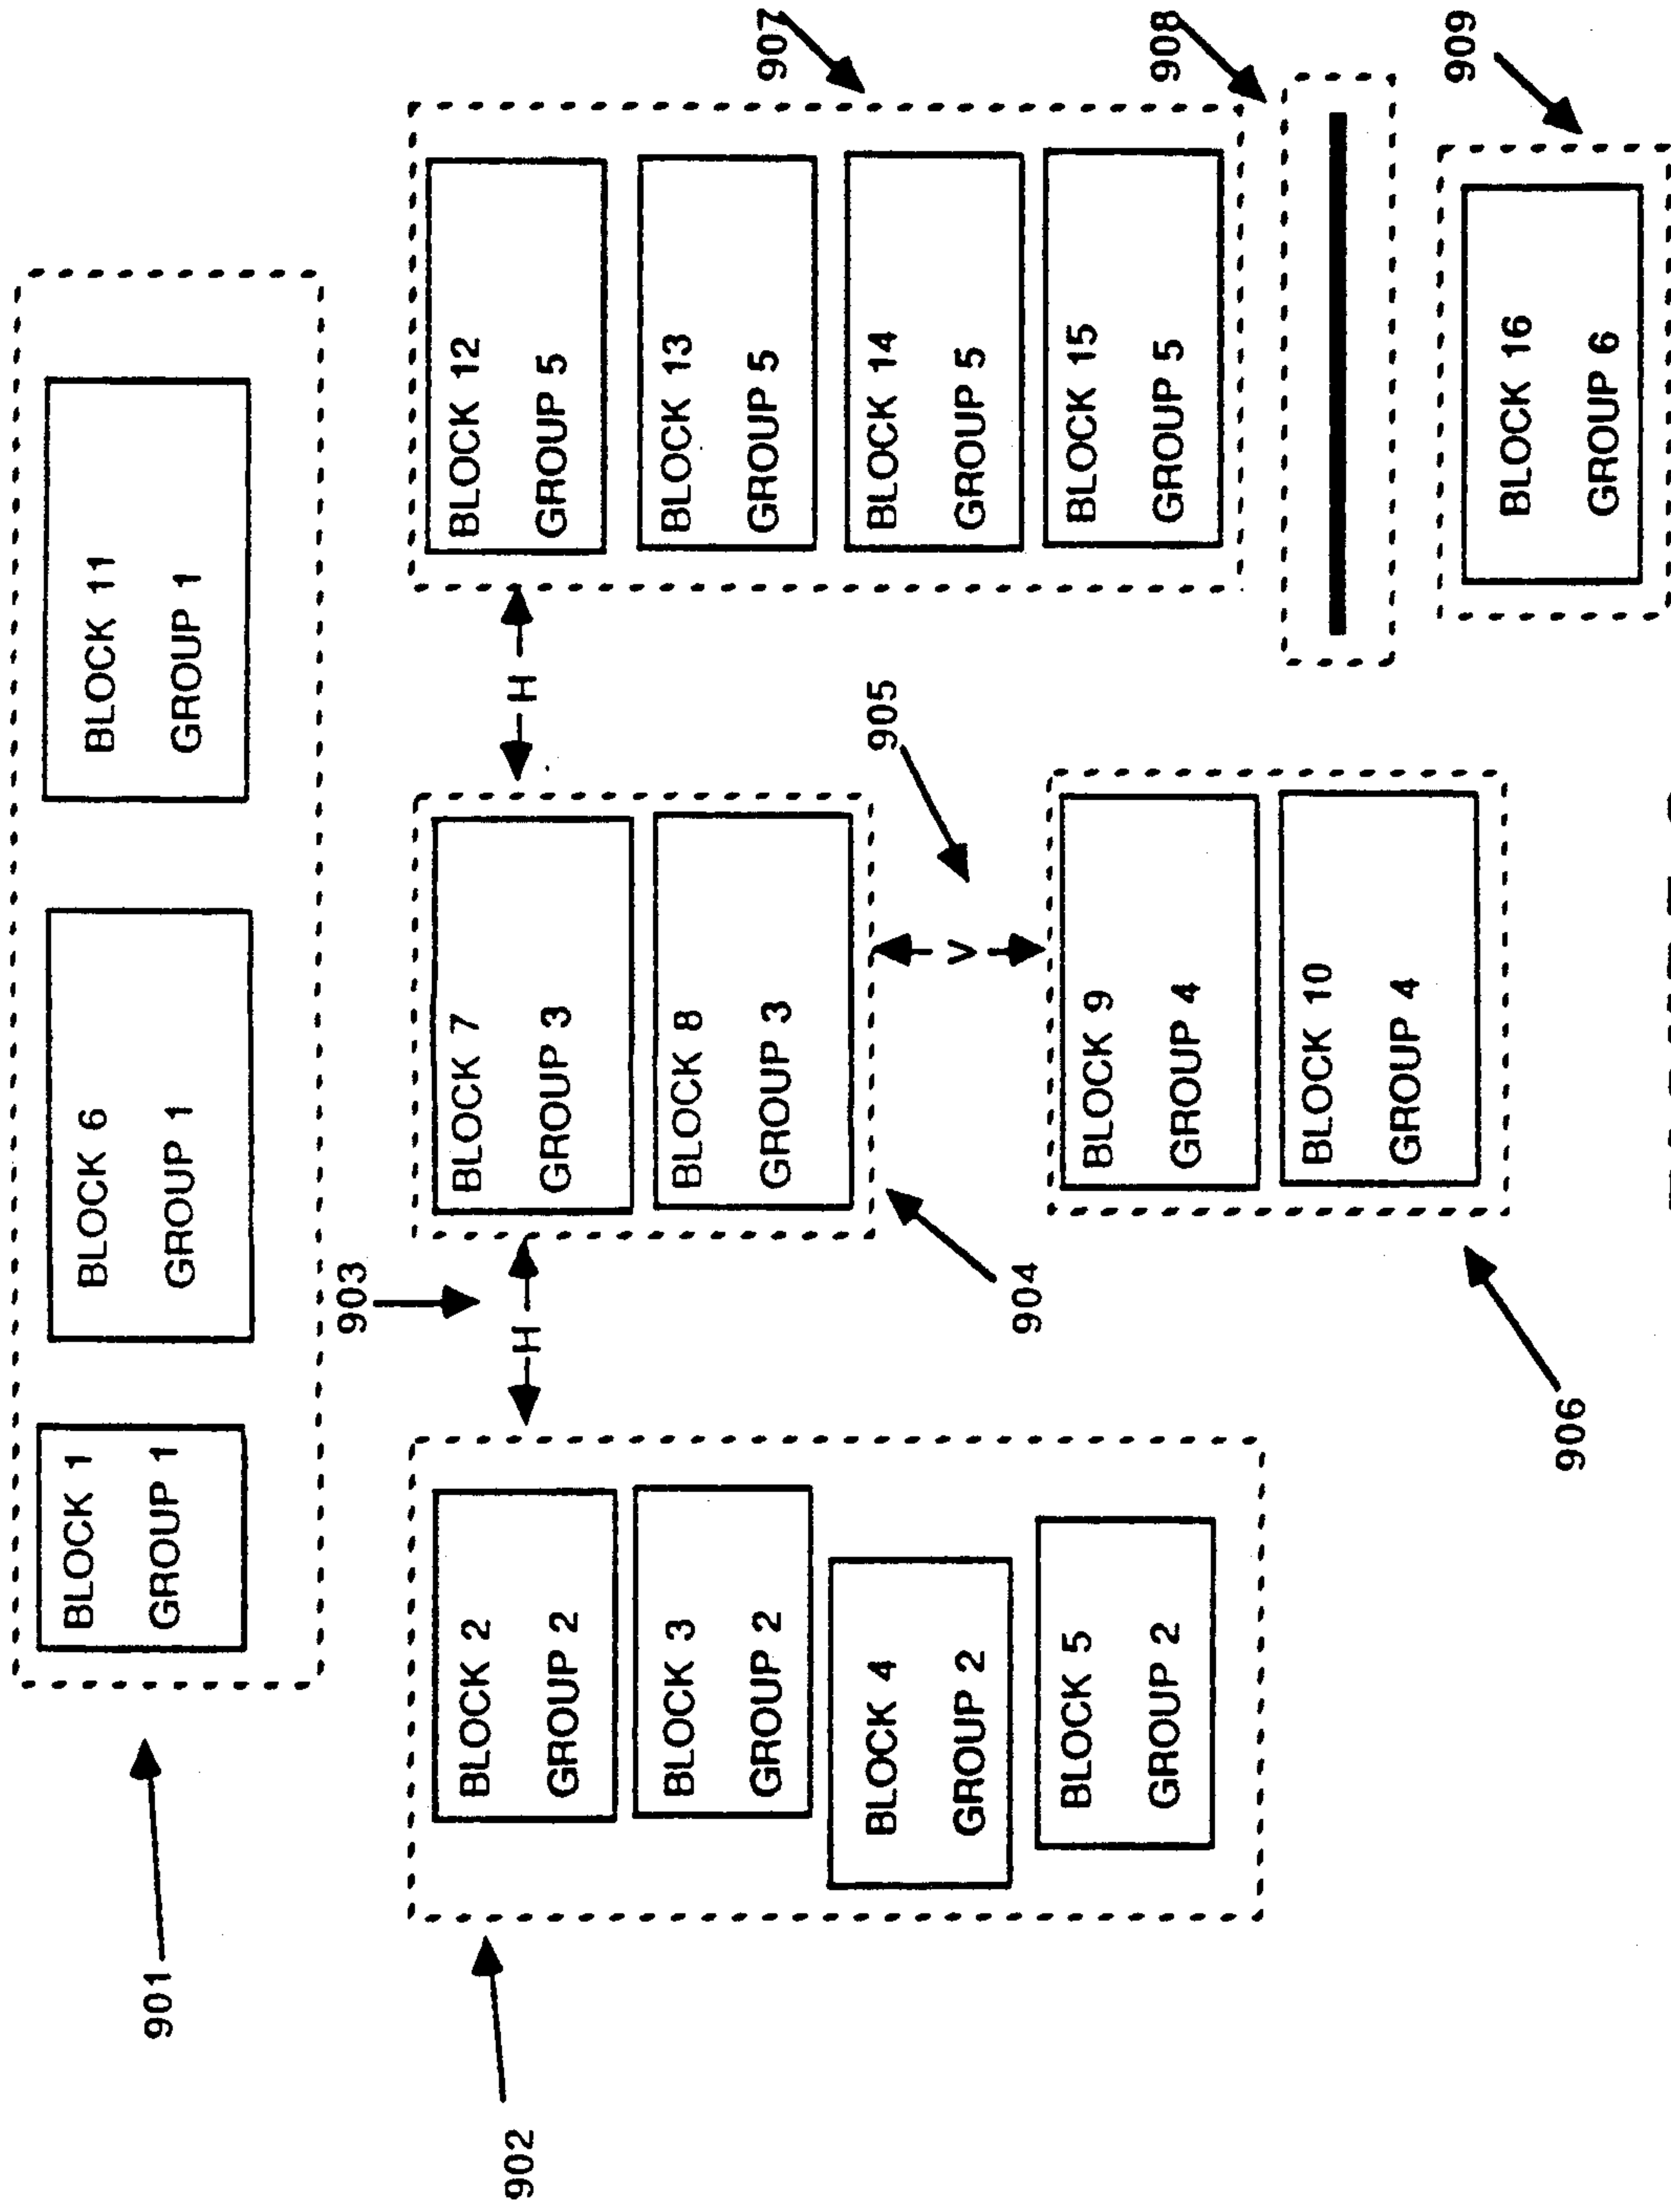 901
BLOCK 1
GROUP 1
BLOCK 6
GROUP 1
BLOCK 11
GROUP 1
902
BLOCK 2
GROUP 2
BLOCK 3
GROUP 2
BLOCK 4
GROUP 2
BLOCK 5
GROUP 2
903
H
BLOCK 7
GROUP 3
BLOCK 8
GROUP 3
904
V
905
BLOCK 9
GROUP 4
BLOCK 10
GROUP 4
906
H
907
BLOCK 12
GROUP 5
BLOCK 13
GROUP 5
BLOCK 14
GROUP 5
BLOCK 15
GROUP 5
908
909
BLOCK 16
GROUP 6